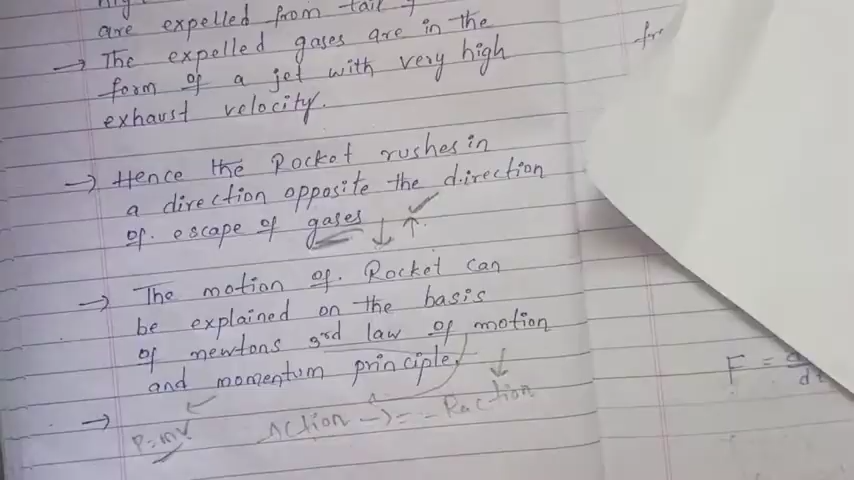 are expelled from tail
→ The expelled gases are in the
form of a jet with very high
exhaust velocity.
→ Hence the Rocket rushes in
a direction opposite the direction
of. escape of gases ↓ ↑.
→ The motion of. Rocket can
be explained on the basis
of newtons 3rd law of motion
and momentum principle.
→
P=mv Action → = - Raction
for
F =